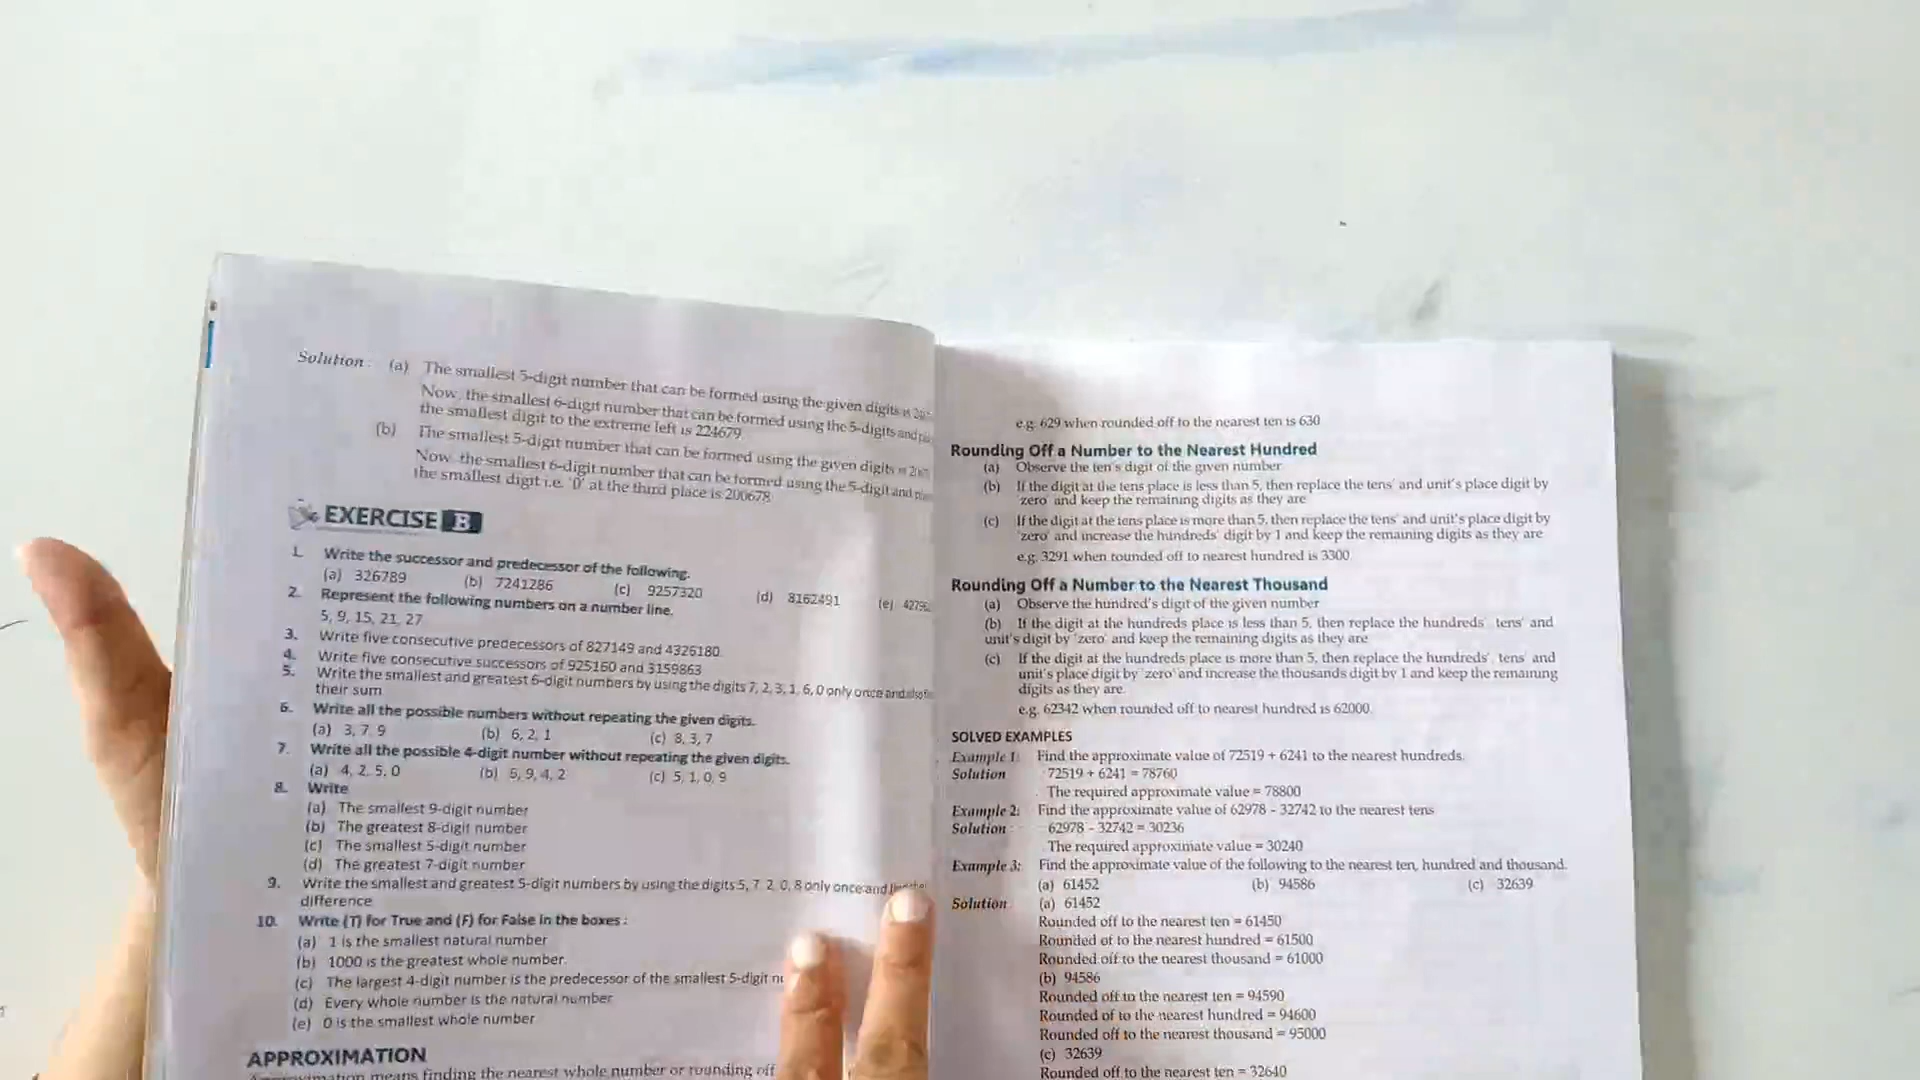 Solution : (a) The smallest 5-digit number that can be formed using the given digits is
Now, the smallest 6-digit number that can be formed using the 5-digits and
the smallest digit to the extreme left is 224679.
(b) The smallest 5-digit number that can be formed using the given digits is
Now, the smallest 6-digit number that can be formed using the 5-digit and
the smallest digit i.e. '0' at the third place is 200678.
EXERCISE B
1. Write the successor and predecessor of the following.
(a) 326789 (b) 7241286 (c) 9257320 (d) 8162491 (e)
2. Represent the following numbers on a number line.
5, 9, 15, 21, 27
3. Write five consecutive predecessors of 827149 and 4326180.
4. Write five consecutive successors of 925160 and 3159863
5. Write the smallest and greatest 6-digit numbers by using the digits 7, 2, 3, 1, 6, 0 only once and also
their sum
6. Write all the possible numbers without repeating the given digits.
(a) 3, 7, 9 (b) 6, 2, 1 (c) 8, 3, 7
7. Write all the possible 4-digit number without repeating the given digits.
(a) 4, 2, 5, 0 (b) 5, 9, 4, 2 (c) 5, 1, 0, 9
8. Write
(a) The smallest 9-digit number
(b) The greatest 8-digit number
(c) The smallest 5-digit number
(d) The greatest 7-digit number
9. Write the smallest and greatest 5-digit numbers by using the digits 5, 7, 2, 0, 8 only once and
difference
10. Write (T) for True and (F) for False in the boxes :
(a) 1 is the smallest natural number
(b) 1000 is the greatest whole number.
(c) The largest 4-digit number is the predecessor of the smallest 5-digit
(d) Every whole number is the natural number
(e) 0 is the smallest whole number
APPROXIMATION
Approximation means finding the nearest whole number or rounding off
e.g. 629 when rounded off to the nearest ten is 630
Rounding Off a Number to the Nearest Hundred
(a) Observe the ten's digit of the given number
(b) If the digit at the tens place is less than 5, then replace the tens' and unit's place digit by
'zero' and keep the remaining digits as they are
(c) If the digit at the tens place is more than 5, then replace the tens' and unit's place digit by
'zero' and increase the hundreds' digit by 1 and keep the remaining digits as they are
e.g. 3291 when rounded off to nearest hundred is 3300.
Rounding Off a Number to the Nearest Thousand
(a) Observe the hundred's digit of the given number
(b) If the digit at the hundreds place is less than 5, then replace the hundreds', tens' and
unit's digit by 'zero' and keep the remaining digits as they are
(c) If the digit at the hundreds place is more than 5, then replace the hundreds', tens' and
unit's place digit by 'zero' and increase the thousands digit by 1 and keep the remaining
digits as they are.
e.g. 62342 when rounded off to nearest hundred is 62000.
SOLVED EXAMPLES
Example 1: Find the approximate value of 72519 + 6241 to the nearest hundreds.
Solution : 72519 + 6241 = 78760
The required approximate value = 78800
Example 2: Find the approximate value of 62978 - 32742 to the nearest tens
Solution : 62978 - 32742 = 30236
The required approximate value = 30240
Example 3: Find the approximate value of the following to the nearest ten, hundred and thousand.
(a) 61452 (b) 94586 (c) 32639
Solution (a) 61452
Rounded off to the nearest ten = 61450
Rounded of to the nearest hundred = 61500
Rounded off to the nearest thousand = 61000
(b) 94586
Rounded off to the nearest ten = 94590
Rounded of to the nearest hundred = 94600
Rounded off to the nearest thousand = 95000
(c) 32639
Rounded off to the nearest ten = 32640